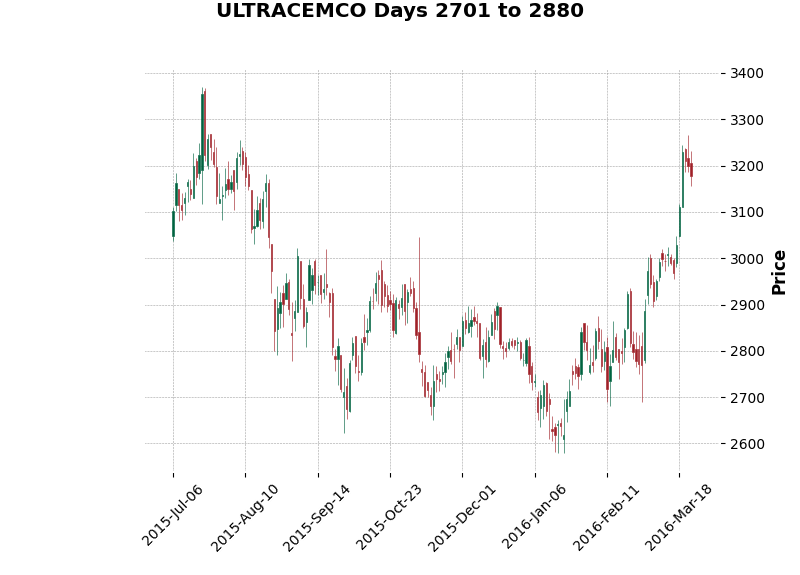 ULTRACEMCO Days 2701 to 2880
3400
3300
3200
3100
3000
2900
2800
2700
2600
Price
2015-Jul-06
2015-Aug-10
2015-Sep-14
2015-Oct-23
2015-Dec-01
2016-Jan-06
2016-Feb-11
2016-Mar-18